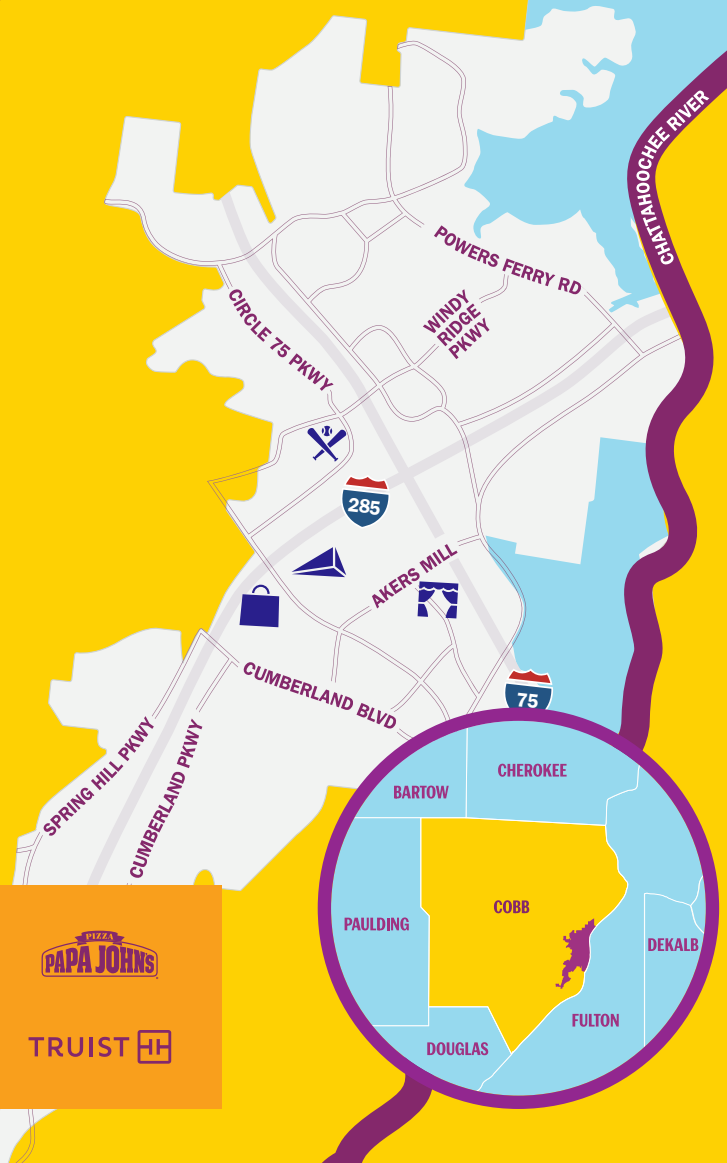 CHATTAHOOCHEE RIVER
POWERS FERRY RD
WINDY
RIDGE
PKWY
CIRCLE 75 PKWY
285
AKERS MILL
75
CUMBERLAND BLVD
SPRING HILL PKWY
CUMBERLAND PKWY
CHEROKEE
BARTOW
COBB
PAULDING
DEKALB
FULTON
DOUGLAS
PIZZA
PAPA JOHNS
TRUIST